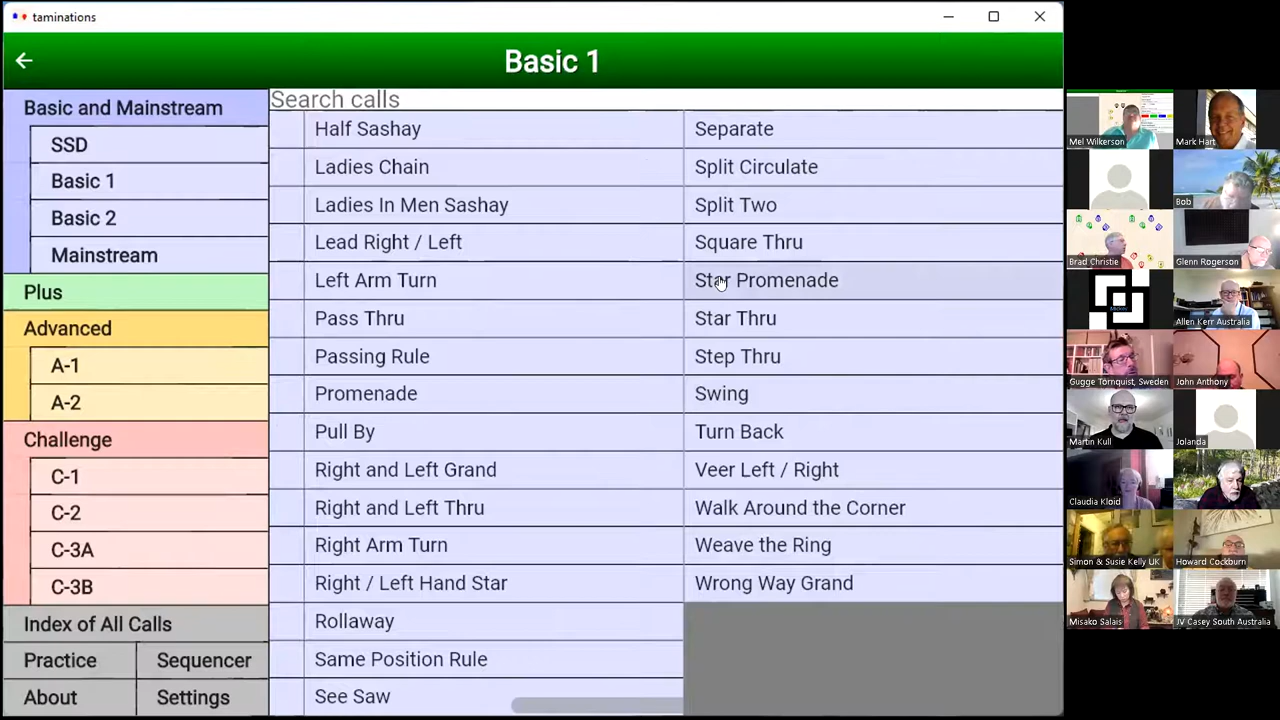 taminations
Basic 1
Basic and Mainstream
SSD
Basic 1
Basic 2
Mainstream
Plus
Advanced
A-1
A-2
Challenge
C-1
C-2
C-3A
C-3B
Index of All Calls
Practice
Sequencer
About
Settings
Search calls
Half Sashay
Ladies Chain
Ladies In Men Sashay
Lead Right / Left
Left Arm Turn
Pass Thru
Passing Rule
Promenade
Pull By
Right and Left Grand
Right and Left Thru
Right Arm Turn
Right / Left Hand Star
Rollaway
Same Position Rule
See Saw
Separate
Split Circulate
Split Two
Square Thru
Star Promenade
Star Thru
Step Thru
Swing
Turn Back
Veer Left / Right
Walk Around the Corner
Weave the Ring
Wrong Way Grand
Mel Wilkerson
Mark Hart
Bob
Brad Christie
Glenn Rogerson
Allen Kerr Australia
Gugge Törnquist, Sweden
John Anthony
Martin Kull
Jolanda
Claudia Kloid
Simon & Susie Kelly UK
Howard Cockburn
Misako Salais
JV Casey South Australia